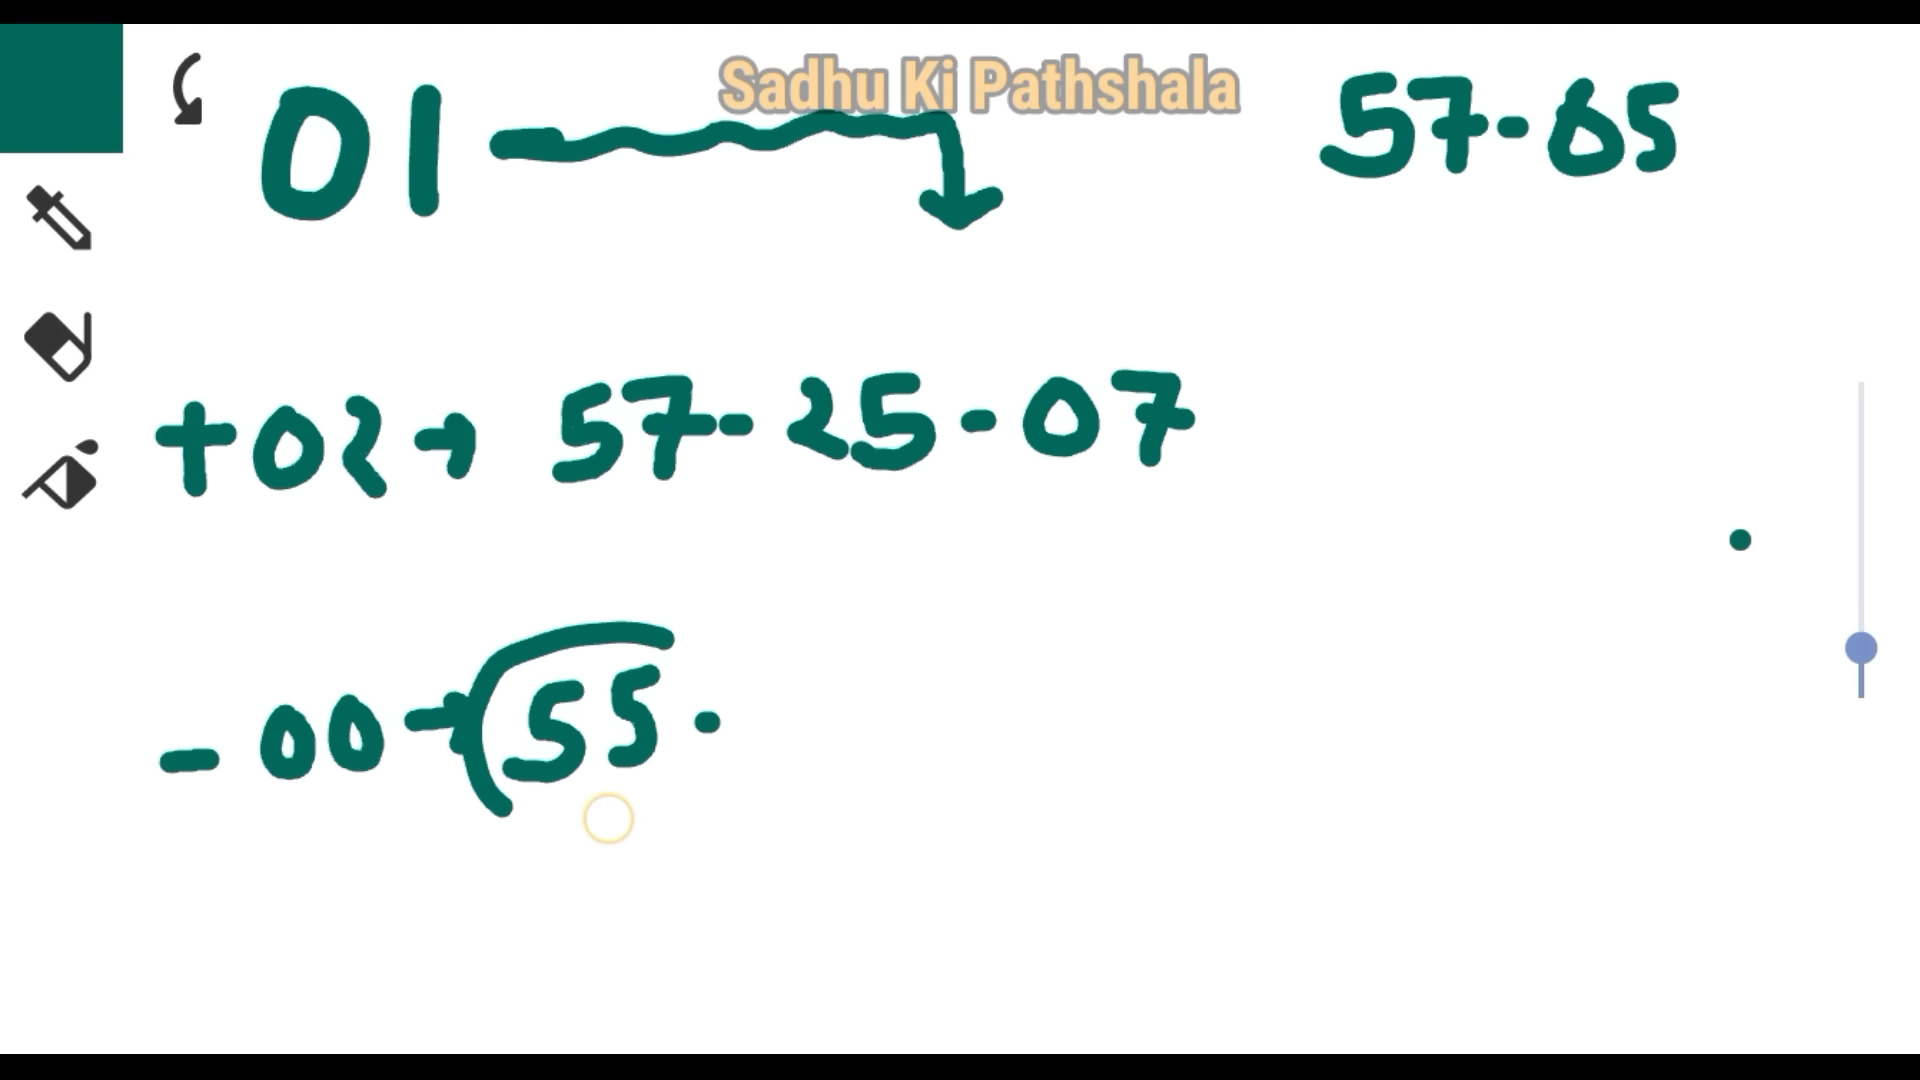 Sadhu Ki Pathshala
01 → 57-65
+02 → 57-25-07
-00 → (55.